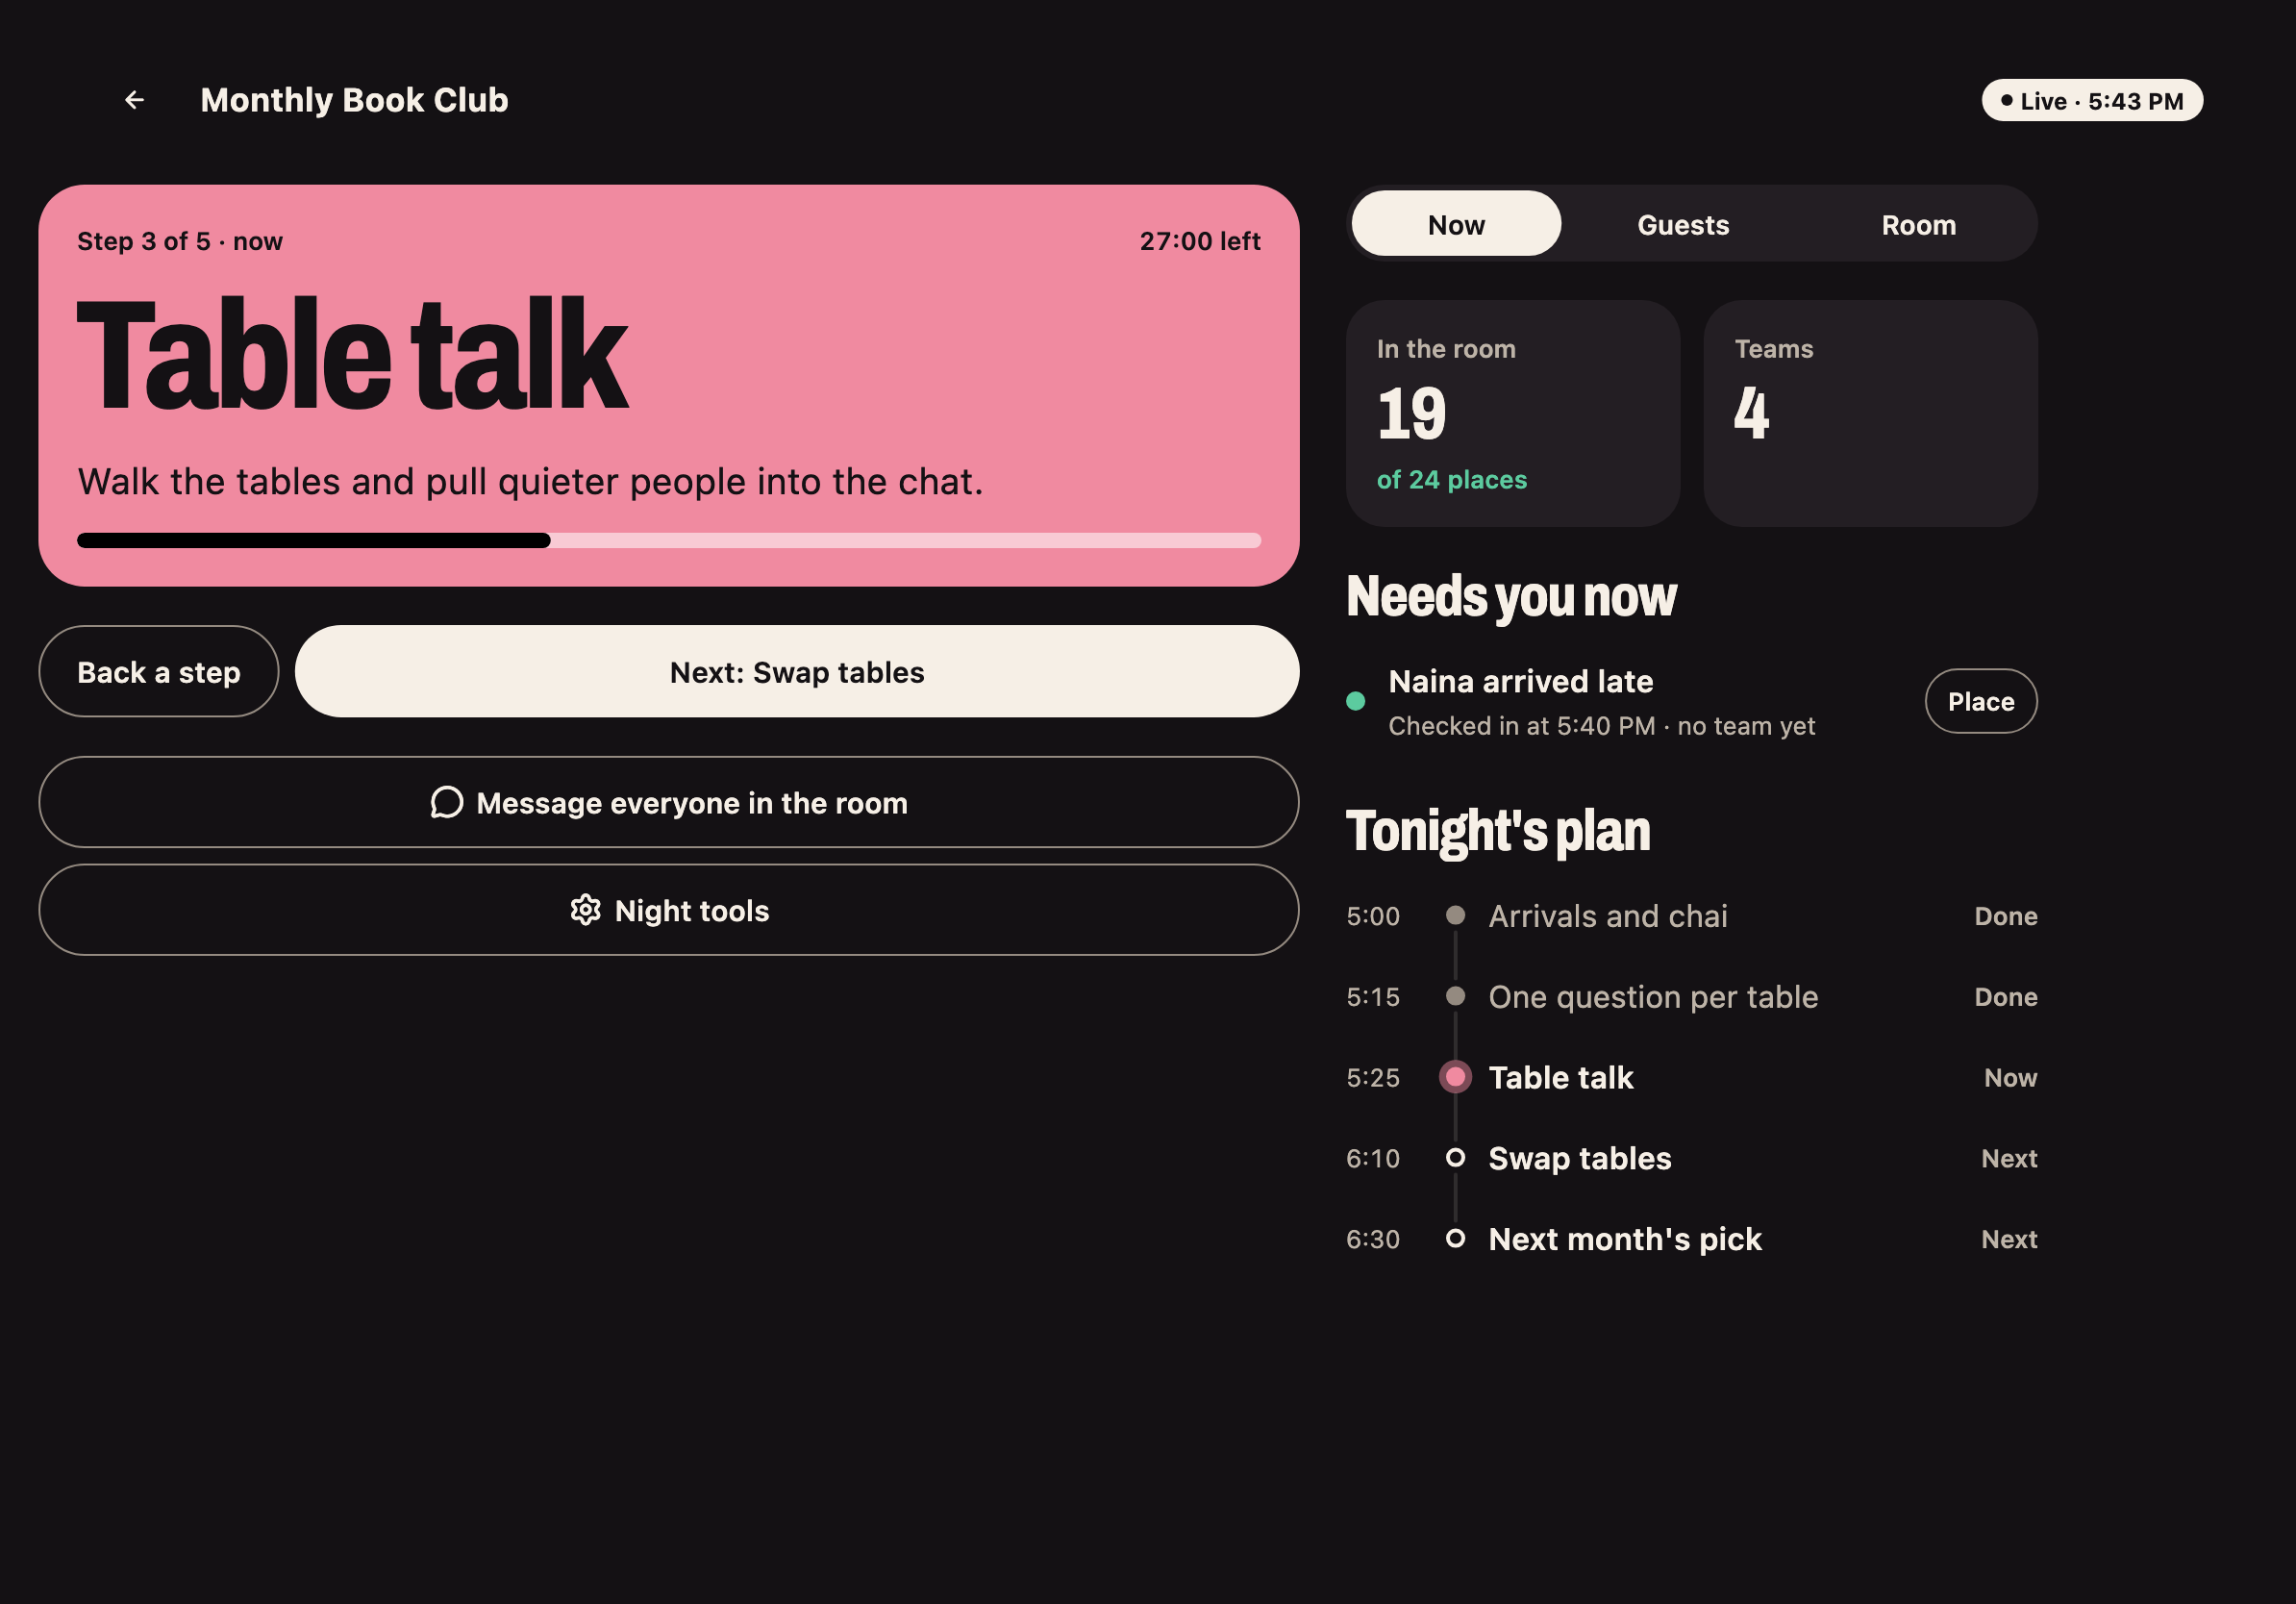 Monthly Book Club
Live · 5:43 PM
Step 3 of 5 · now
27:00 left
Table talk
Walk the tables and pull quieter people into the chat.
Back a step
Next: Swap tables
Message everyone in the room
Night tools
Now
Guests
Room
In the room
19
of 24 places
Teams
4
Needs you now
Naina arrived late
Checked in at 5:40 PM · no team yet
Place
Tonight's plan
5:00 Arrivals and chai Done
5:15 One question per table Done
5:25 Table talk Now
6:10 Swap tables Next
6:30 Next month's pick Next